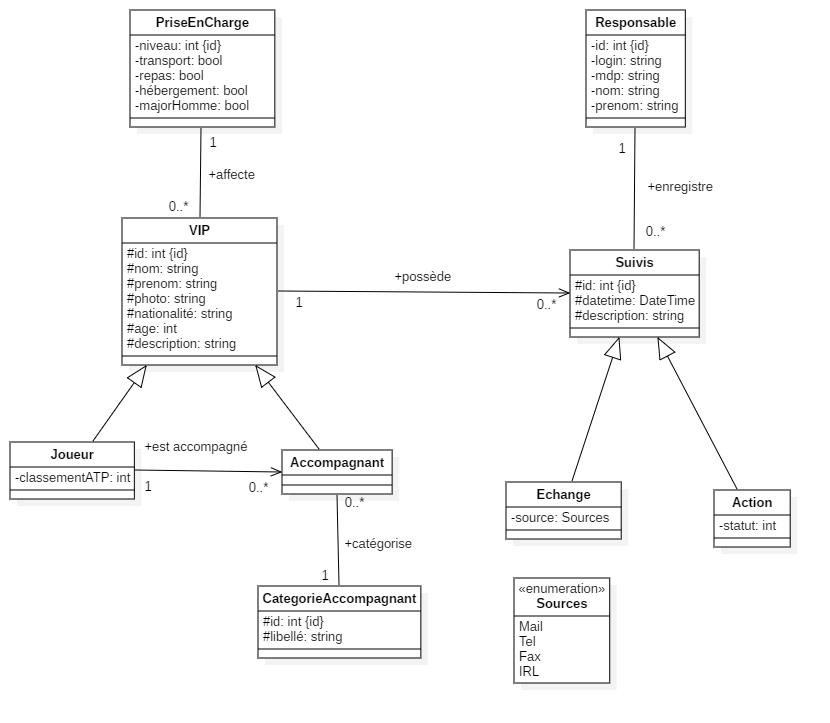 PriseEnCharge
-niveau: int {id}
-transport: bool
-repas: bool
-hébergement: bool
-majorHomme: bool
Responsable
-id: int {id}
-login: string
-mdp: string
-nom: string
-prenom: string
1
+affecte
0..*
1
+enregistre
0..*
VIP
#id: int {id}
#nom: string
#prenom: string
#photo: string
#nationalité: string
#age: int
#description: string
+possède
1
0..*
Suivis
#id: int {id}
#datetime: DateTime
#description: string
Joueur
-classementATP: int
+est accompagné
1
0..*
Accompagnant
0..*
+catégorise
1
CategorieAccompagnant
#id: int {id}
#libellé: string
Echange
-source: Sources
Action
-statut: int
«enumeration»
Sources
Mail
Tel
Fax
IRL